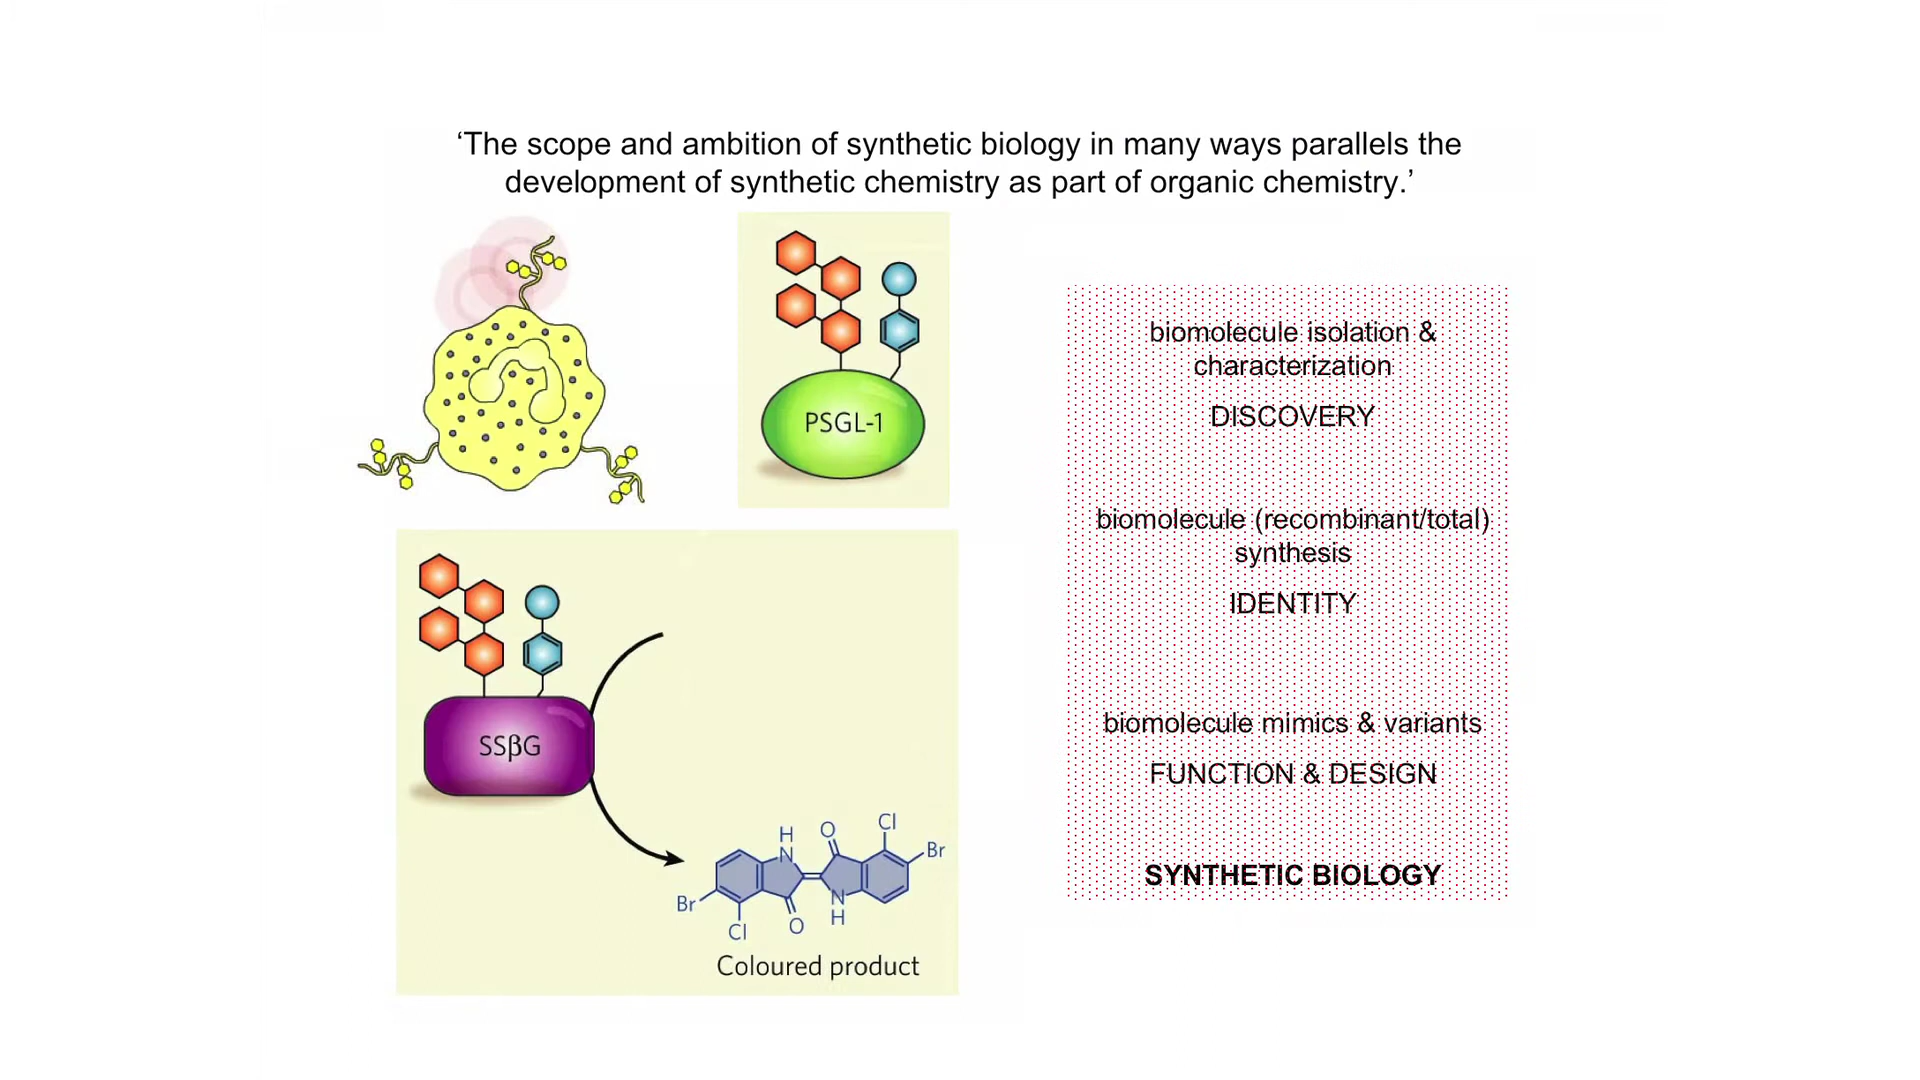 ‘The scope and ambition of synthetic biology in many ways parallels the
development of synthetic chemistry as part of organic chemistry.’
PSGL-1
biomolecule isolation &
characterization
DISCOVERY
biomolecule (recombinant/total)
synthesis
IDENTITY
biomolecule mimics & variants
FUNCTION & DESIGN
SYNTHETIC BIOLOGY
SSβG
H
N
O
Cl
Br
Br
Cl
O
N
H
Coloured product